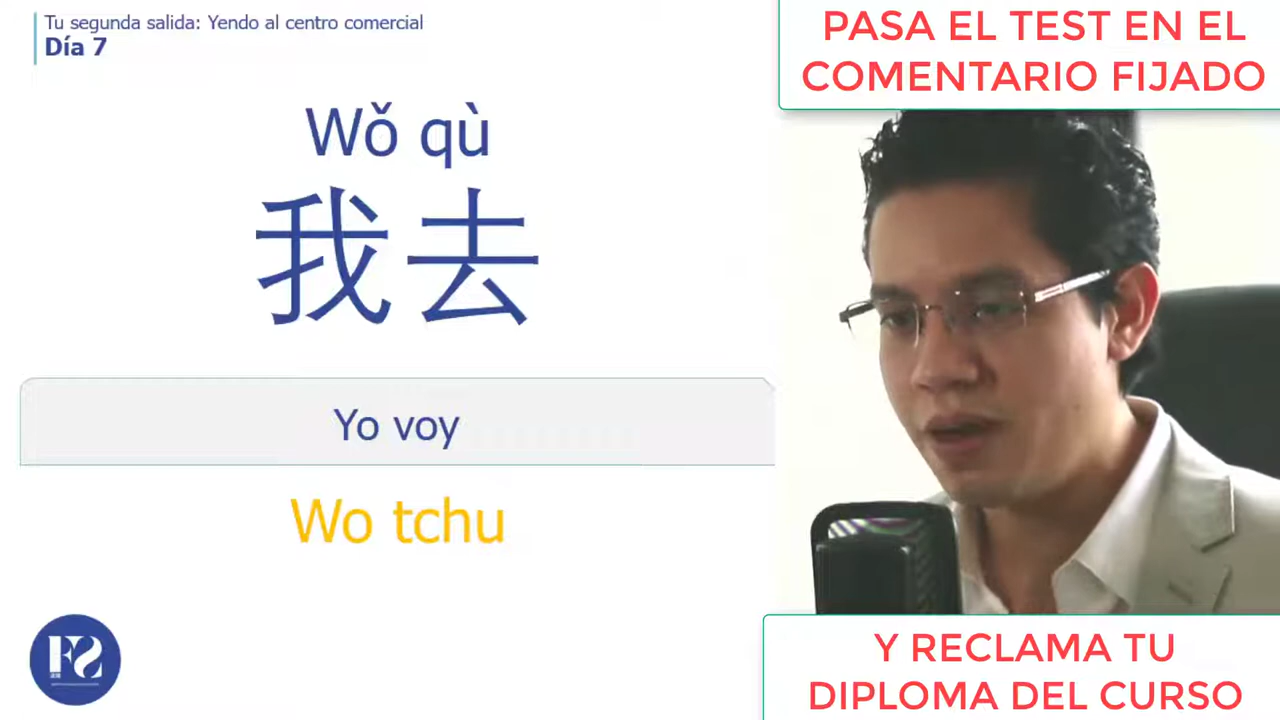 Tu segunda salida: Yendo al centro comercial
Día 7
Wǒ qù
我去
Yo voy
Wo tchu
PASA EL TEST EN EL
COMENTARIO FIJADO
Y RECLAMA TU
DIPLOMA DEL CURSO